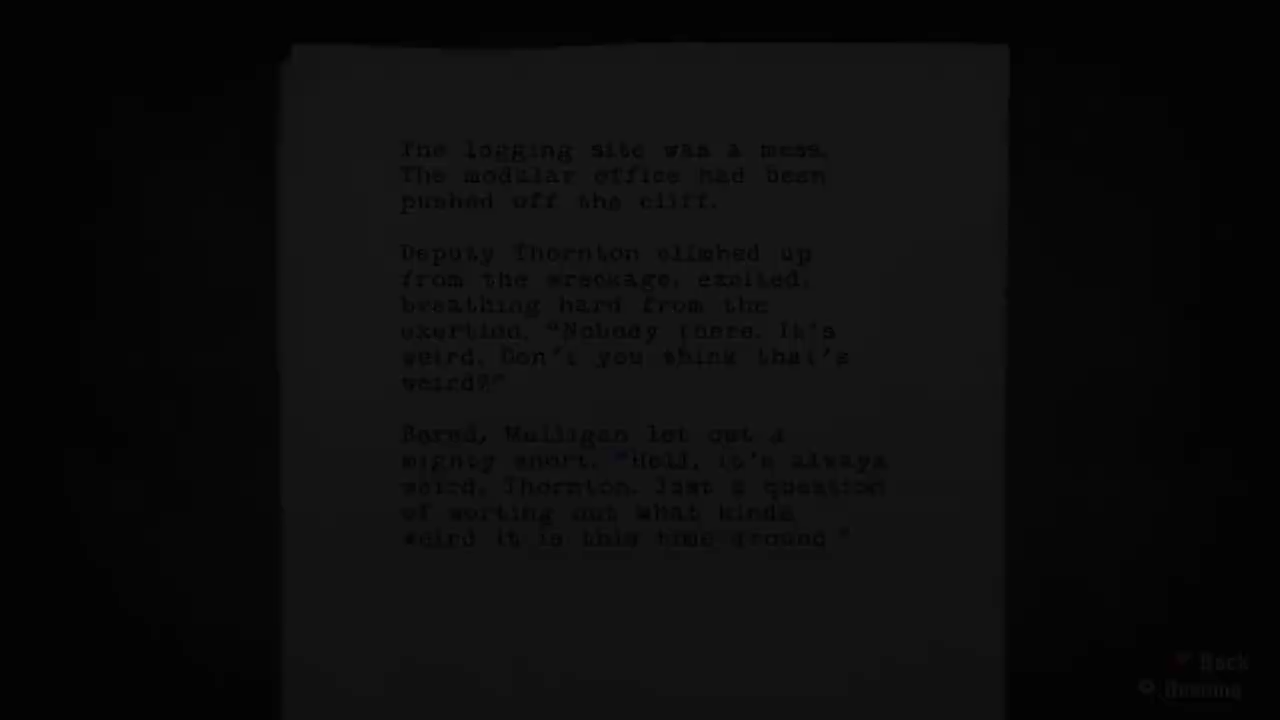 The logging site was a mess.
The modular office had been
pushed off the cliff.
Deputy Thornton climbed up
from the wreckage, excited,
breathing hard from the
exertion. "Nobody there. It's
weird. Don't you think that's
weird?"
Bored, Mulligan let out a
mighty snort. "Hell, it's always
weird, Thornton. Just a question
of sorting out what kinda
weird it is this time around."
Back
Resume